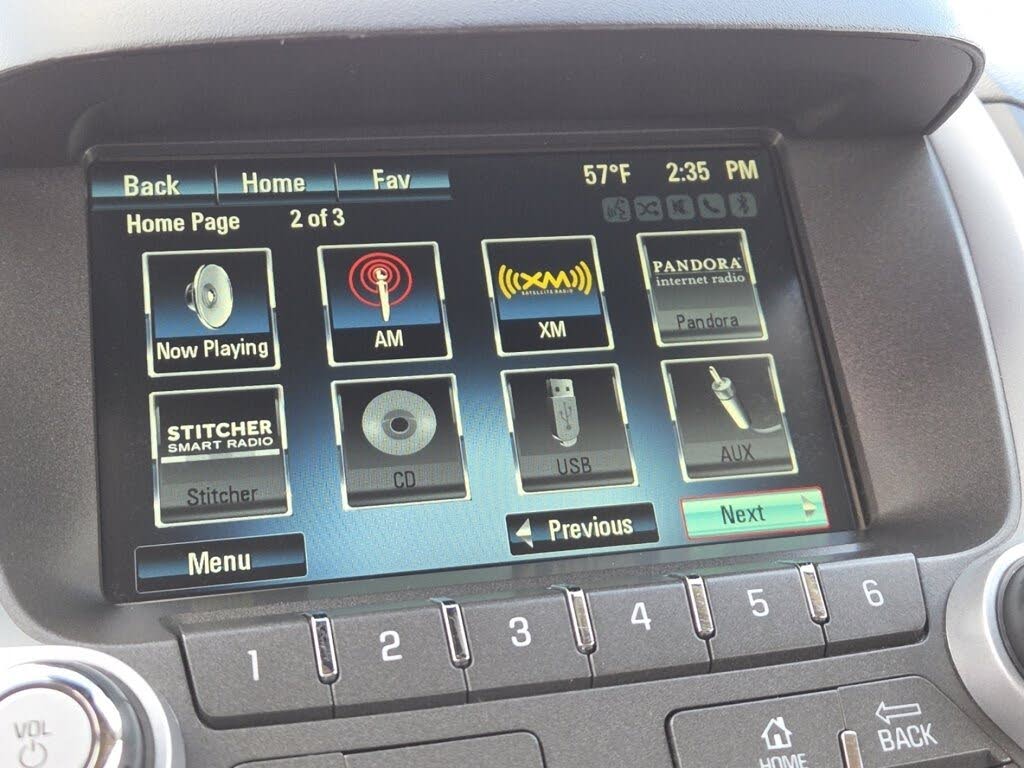 Back Home Fav 57°F 2:35 PM
Home Page 2 of 3
Now Playing
AM
XM
SATELLITE RADIO
XM
PANDORA
internet radio
Pandora
STITCHER
SMART RADIO
Stitcher
CD
USB
AUX
Menu Previous Next
1 2 3 4 5 6
VOL
HOME
BACK